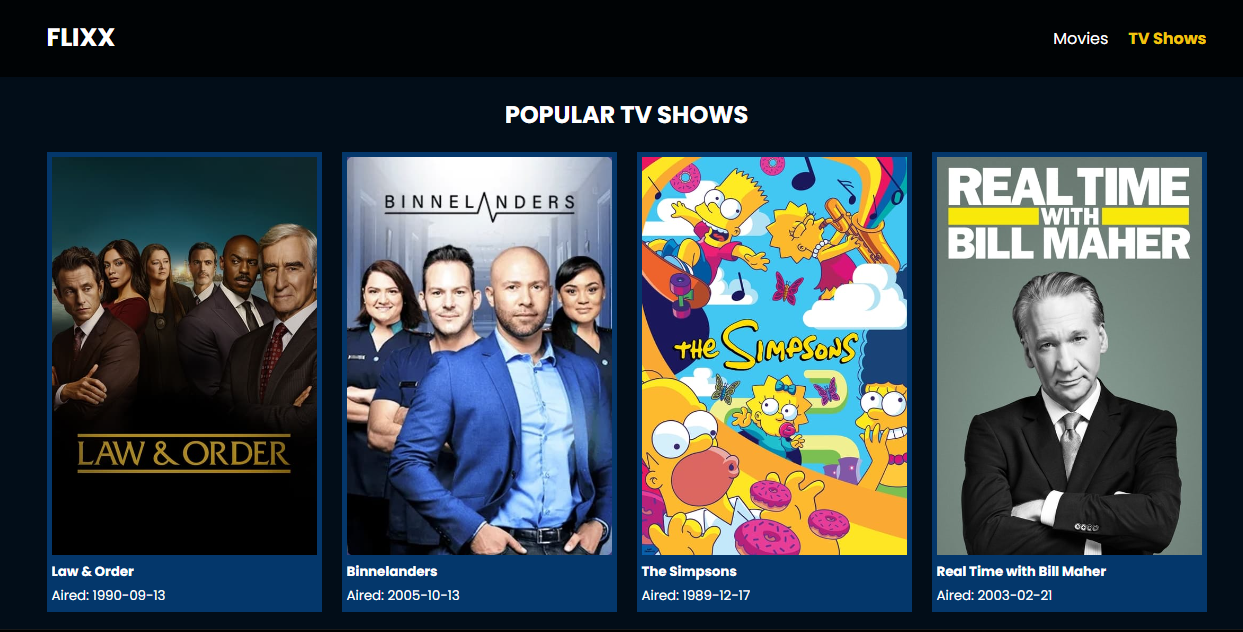 FLIXX
Movies
TV Shows
POPULAR TV SHOWS
LAW & ORDER
BINNELANDERS
THE SIMPSONS
REAL TIME
WITH
BILL MAHER
Law & Order
Aired: 1990-09-13
Binnelanders
Aired: 2005-10-13
The Simpsons
Aired: 1989-12-17
Real Time with Bill Maher
Aired: 2003-02-21